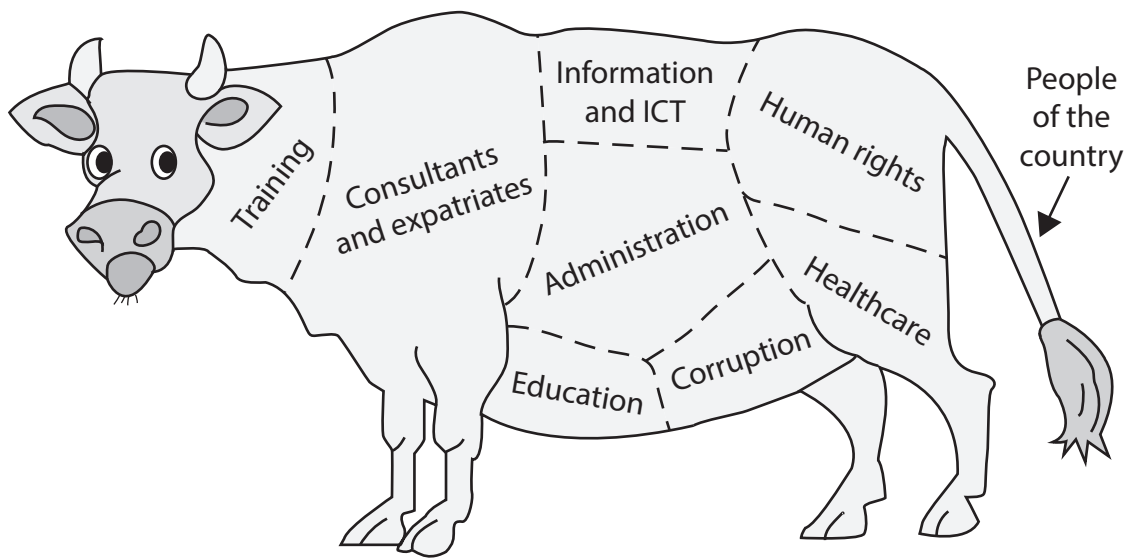 Training
Consultants
and expatriates
Information
and ICT
Administration
Education
Corruption
Human rights
Healthcare
People
of the
country